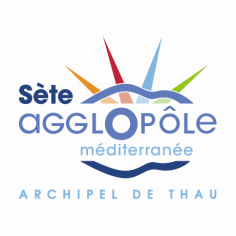 Sète
aGGLOPÔLe
méditerranée
ARCHIPEL DE THAU